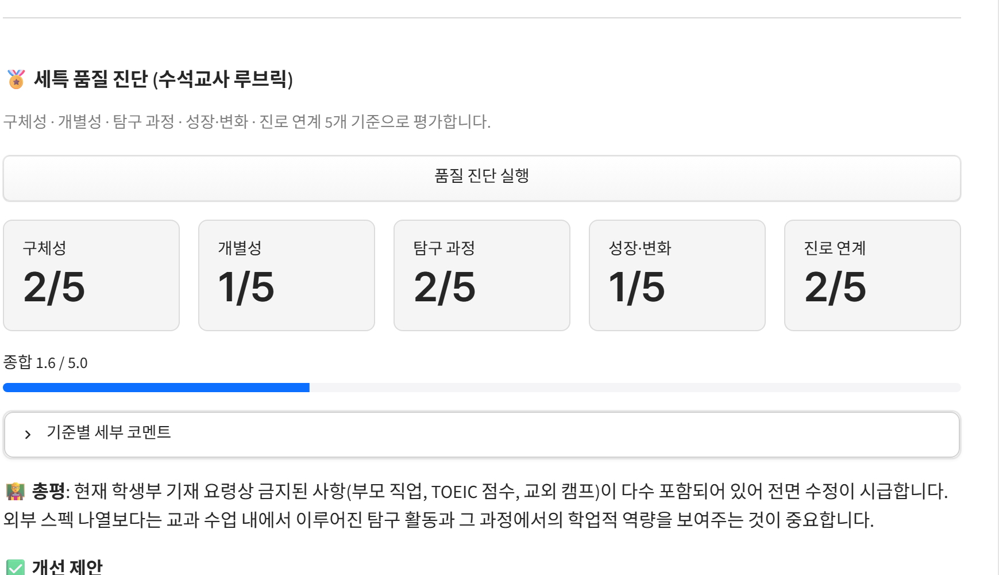 세특 품질 진단 (수석교사 루브릭)
구체성 · 개별성 · 탐구 과정 · 성장·변화 · 진로 연계 5개 기준으로 평가합니다.
품질 진단 실행
구체성
2/5
개별성
1/5
탐구 과정
2/5
성장·변화
1/5
진로 연계
2/5
종합 1.6 / 5.0
기준별 세부 코멘트
총평: 현재 학생부 기재 요령상 금지된 사항(부모 직업, TOEIC 점수, 교외 캠프)이 다수 포함되어 있어 전면 수정이 시급합니다.
외부 스펙 나열보다는 교과 수업 내에서 이루어진 탐구 활동과 그 과정에서의 학업적 역량을 보여주는 것이 중요합니다.
개선 제안